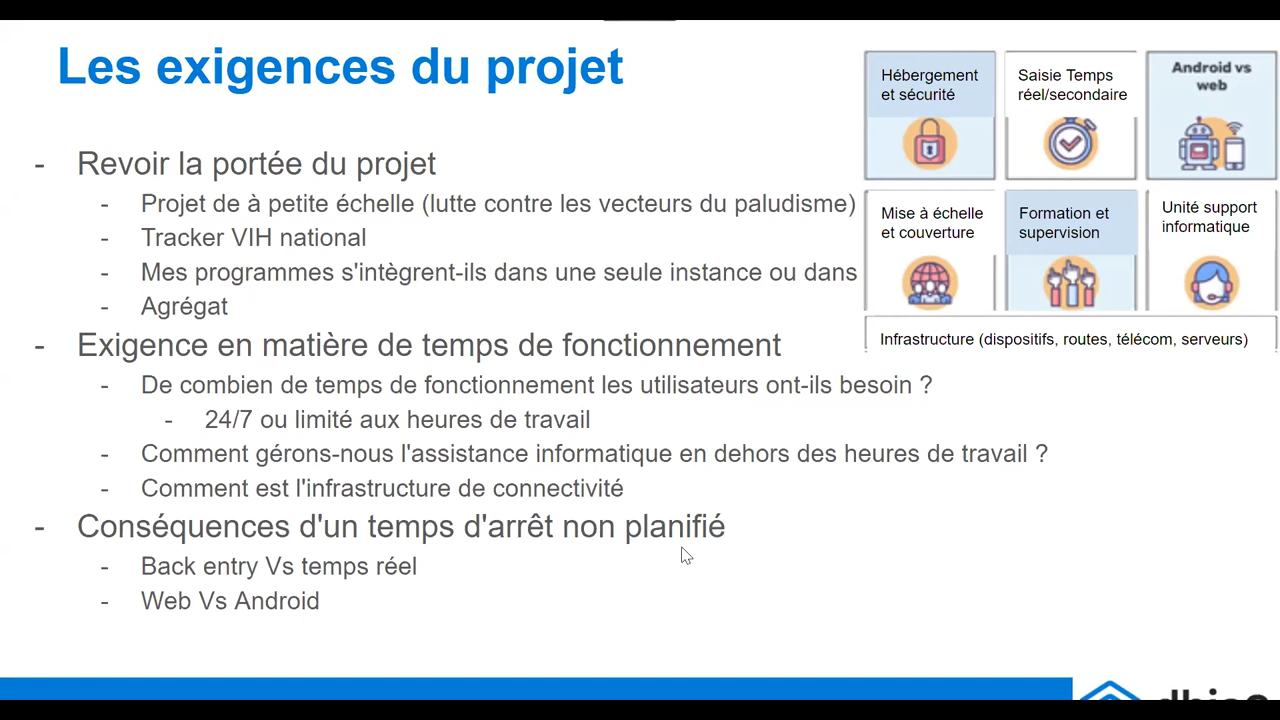 Les exigences du projet
- Revoir la portée du projet
- Projet de à petite échelle (lutte contre les vecteurs du paludisme)
- Tracker VIH national
- Mes programmes s'intègrent-ils dans une seule instance ou dans
- Agrégat
- Exigence en matière de temps de fonctionnement
- De combien de temps de fonctionnement les utilisateurs ont-ils besoin ?
- 24/7 ou limité aux heures de travail
- Comment gérons-nous l'assistance informatique en dehors des heures de travail ?
- Comment est l'infrastructure de connectivité
- Conséquences d'un temps d'arrêt non planifié
- Back entry Vs temps réel
- Web Vs Android
Hébergement
et sécurité
Saisie Temps
réel/secondaire
Android vs
web
Mise à échelle
et couverture
Formation et
supervision
Unité support
informatique
Infrastructure (dispositifs, routes, télécom, serveurs)